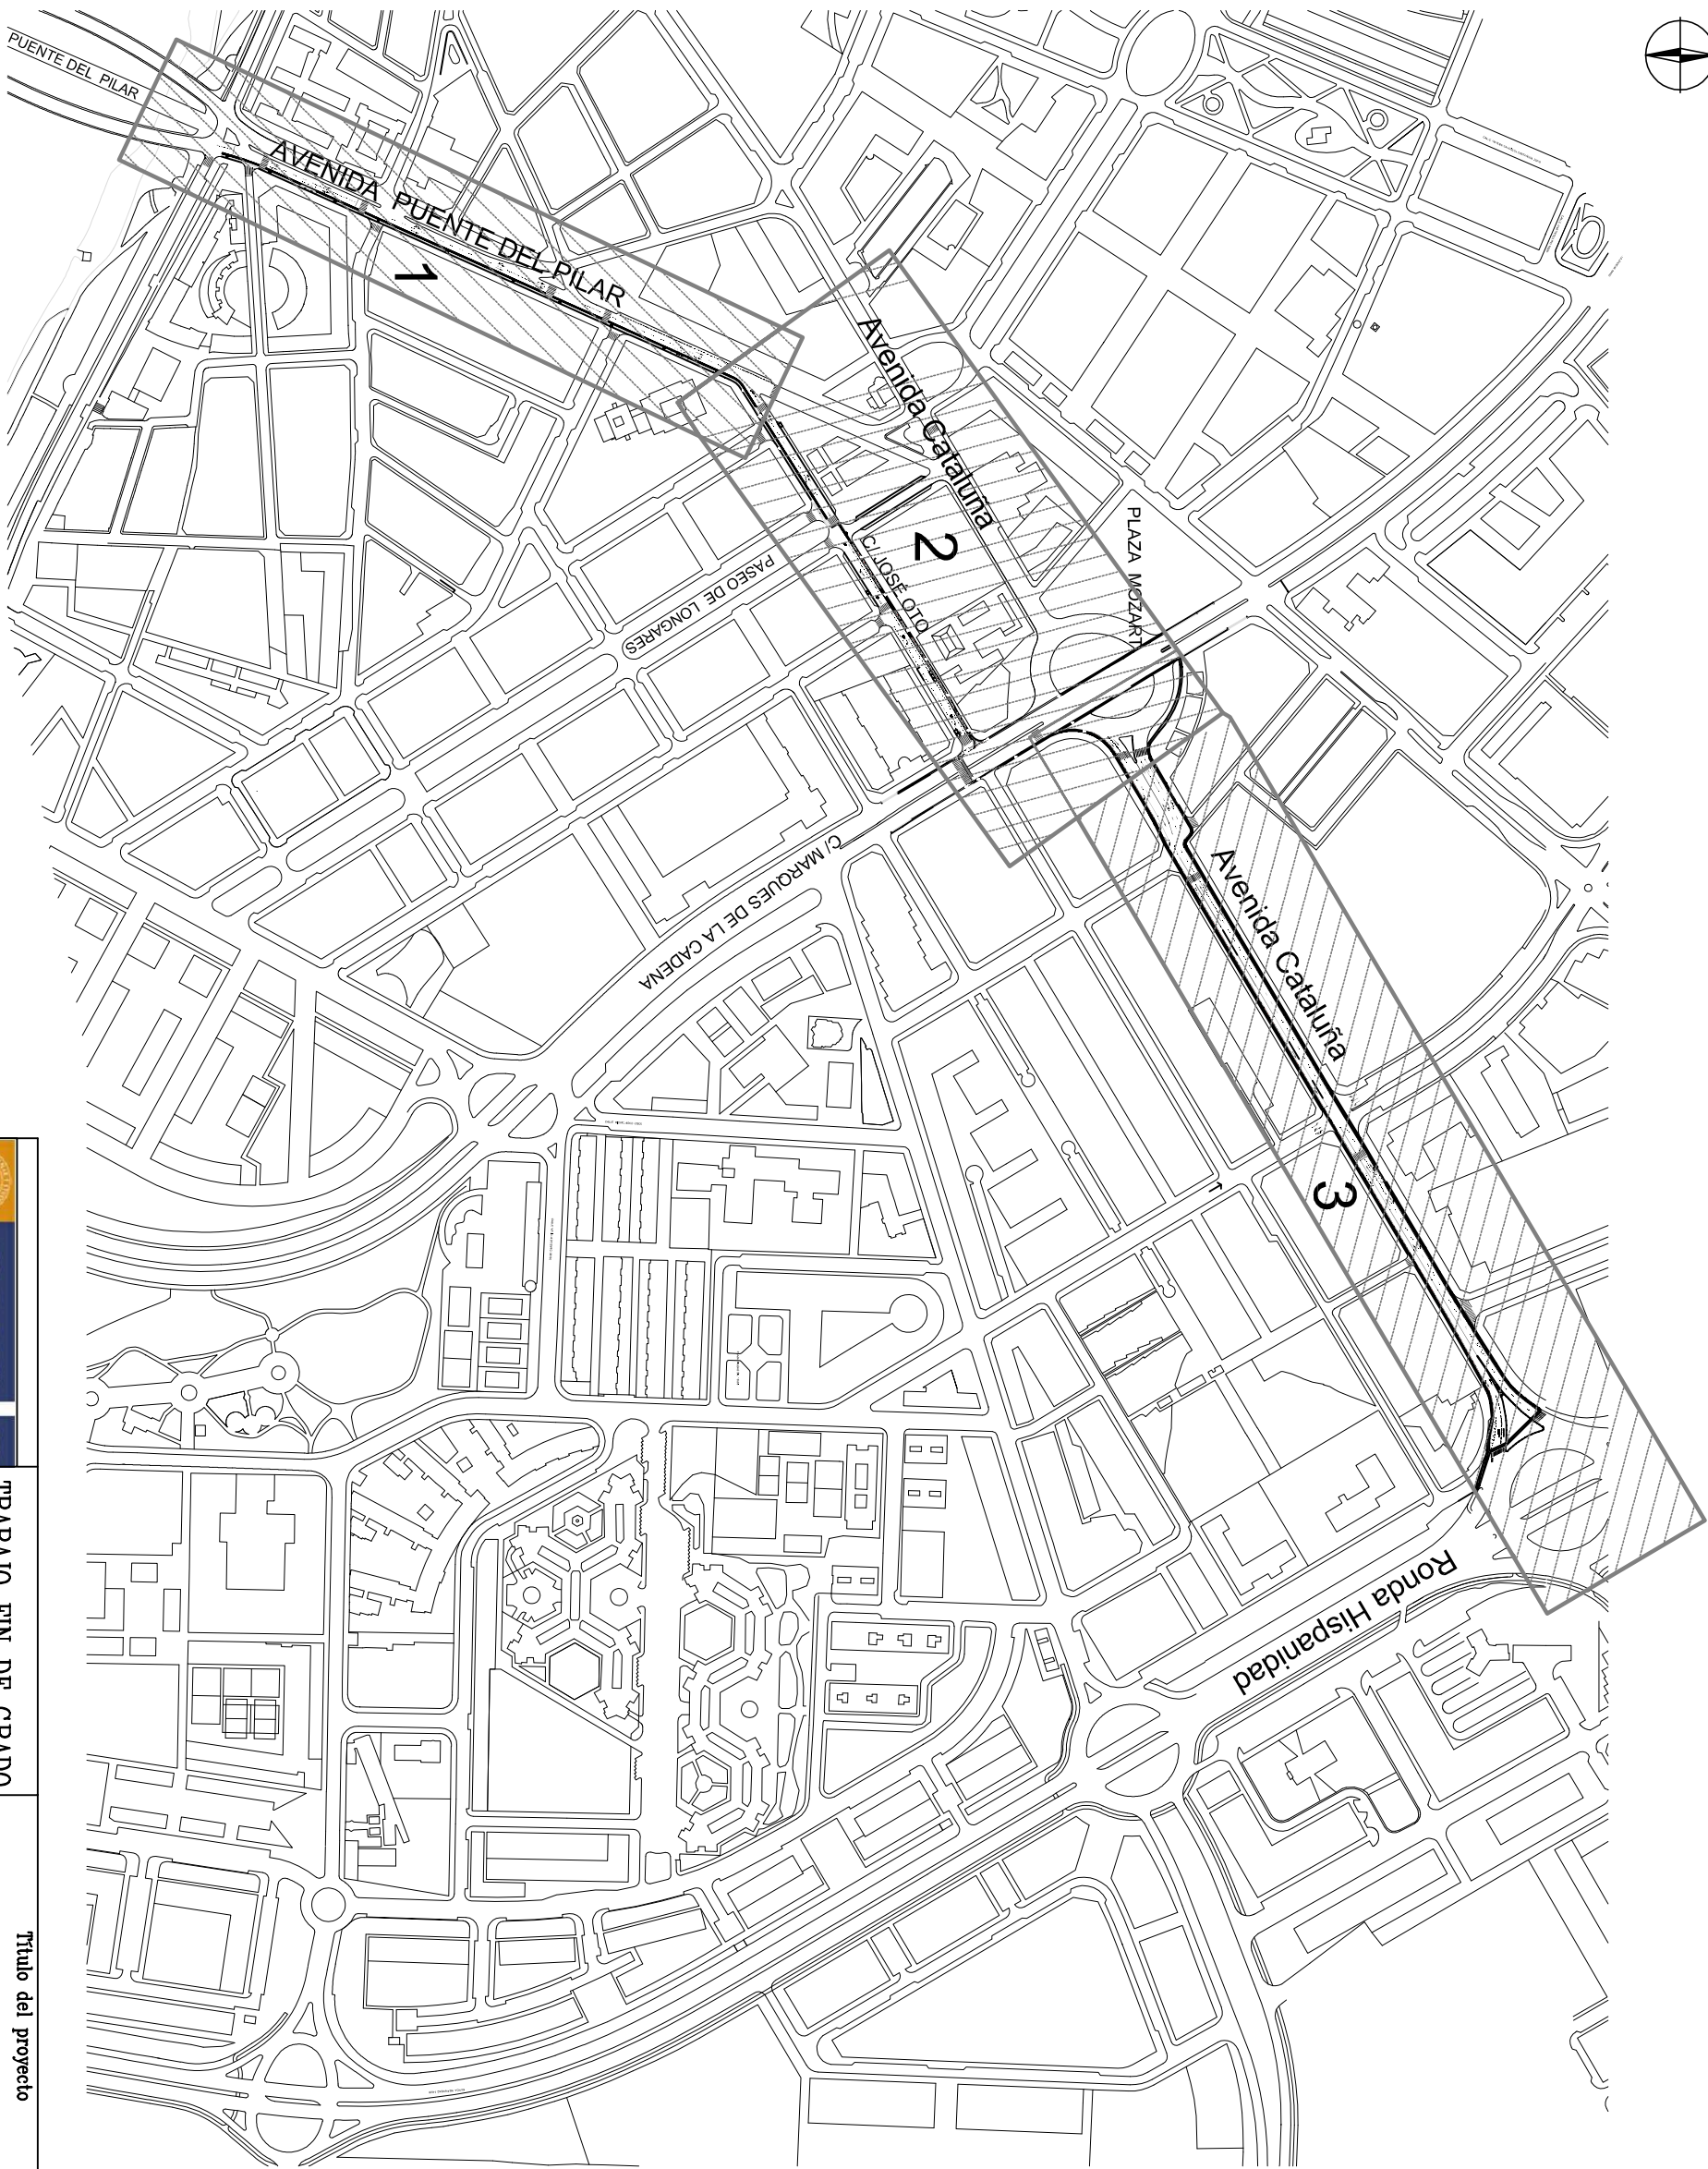 PUENTE DEL PILAR
AVENIDA PUENTE DEL PILAR
1
Avenida Cataluña
2
PLAZA MOZART
C/ JOSE OTO
PASEO DE LONGARES
C/ MARQUES DE LA CADENA
Avenida Cataluña
3
Ronda Hispanidad
TRABAJO FIN DE GRADO
Título del proyecto